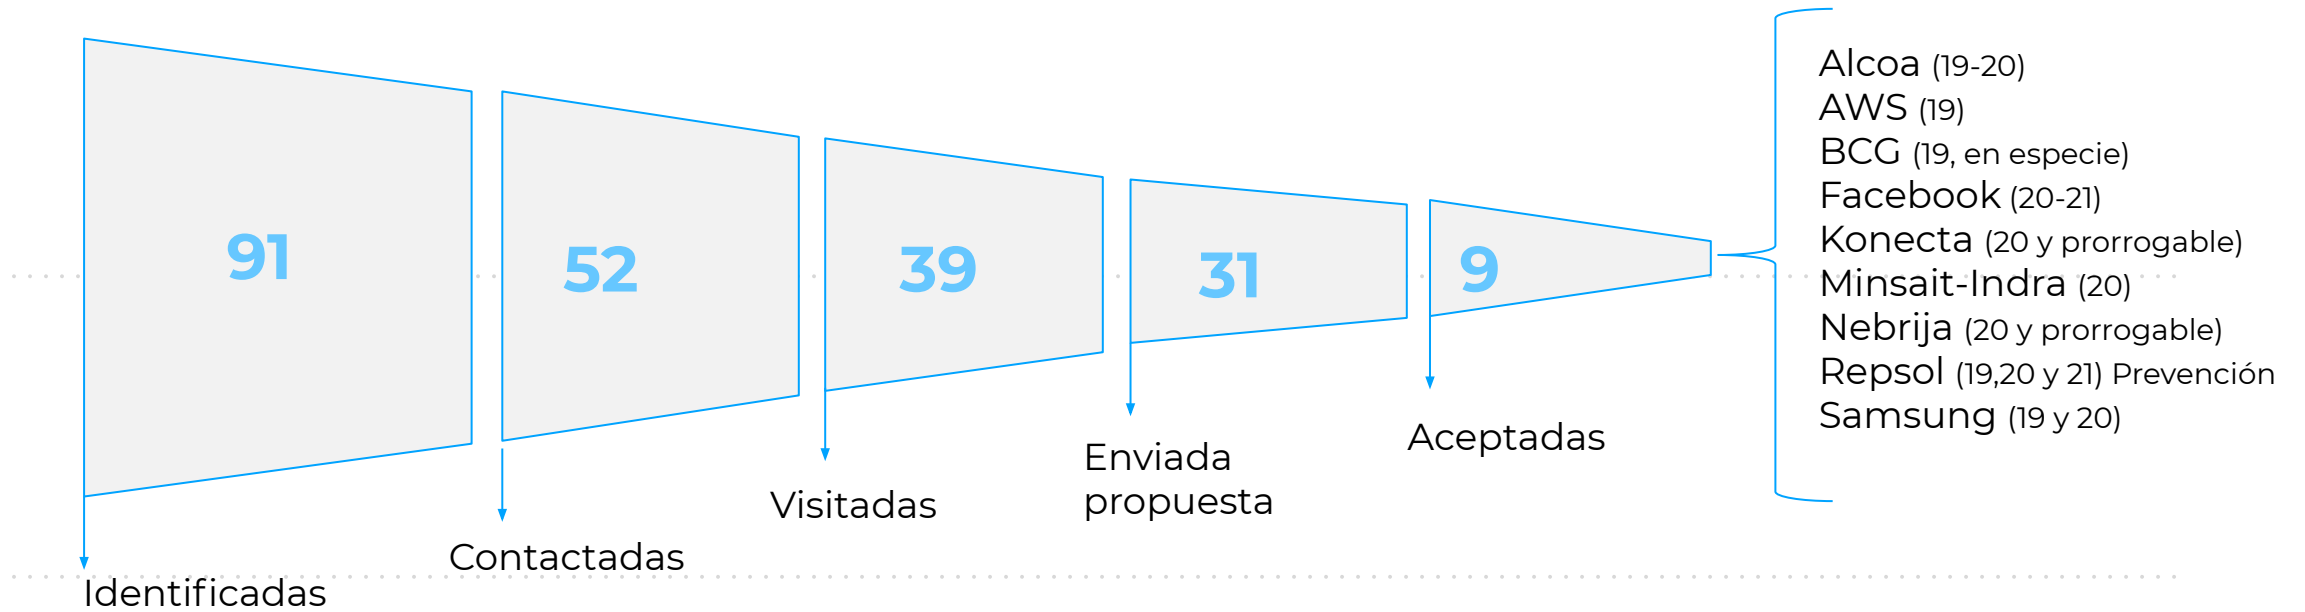 91
52
39
31
9
Identificadas
Contactadas
Visitadas
Enviada
propuesta
Aceptadas
Alcoa (19-20)
AWS (19)
BCG (19, en especie)
Facebook (20-21)
Konecta (20 y prorrogable)
Minsait-Indra (20)
Nebrija (20 y prorrogable)
Repsol (19,20 y 21) Prevención
Samsung (19 y 20)